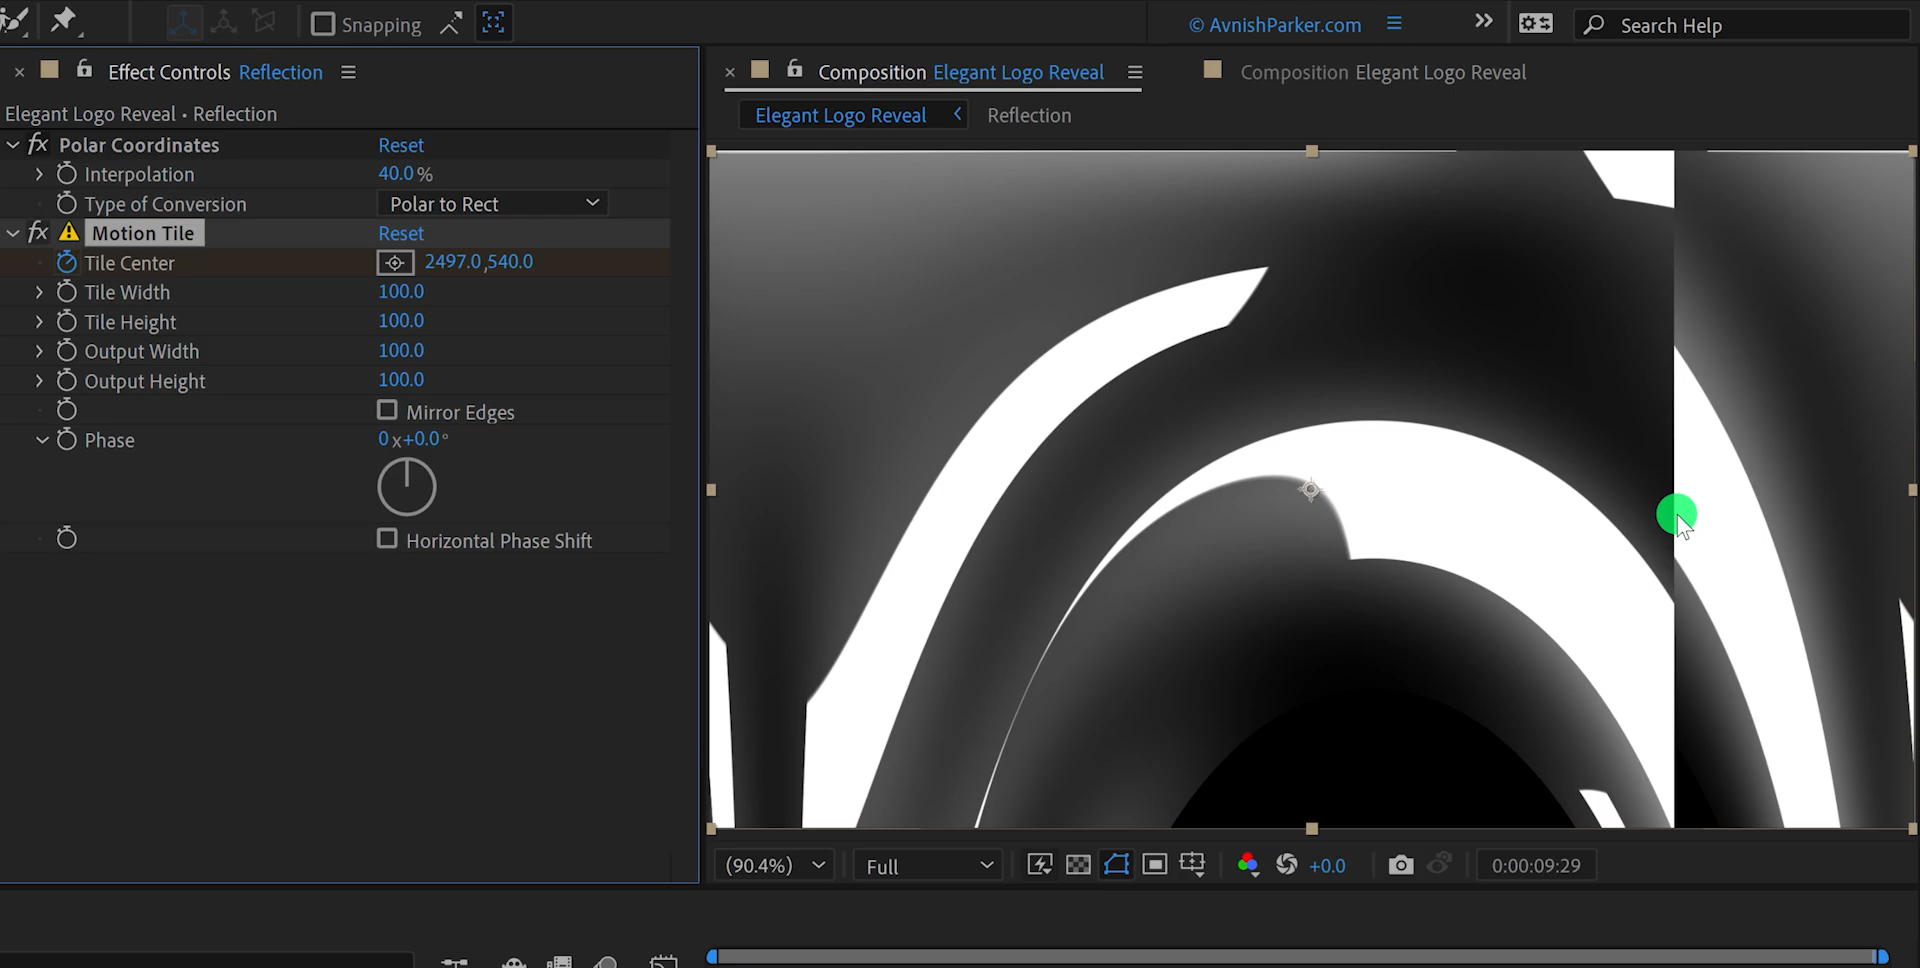 Snapping
© AvnishParker.com
Search Help
Effect Controls Reflection
Composition Elegant Logo Reveal
Composition Elegant Logo Reveal
Elegant Logo Reveal • Reflection
Elegant Logo Reveal
Reflection
fx Polar Coordinates Reset
Interpolation 40.0 %
Type of Conversion Polar to Rect
fx Motion Tile Reset
Tile Center 2497.0,540.0
Tile Width 100.0
Tile Height 100.0
Output Width 100.0
Output Height 100.0
Mirror Edges
Phase 0x+0.0°
Horizontal Phase Shift
(90.4%) Full +0.0 0:00:09:29